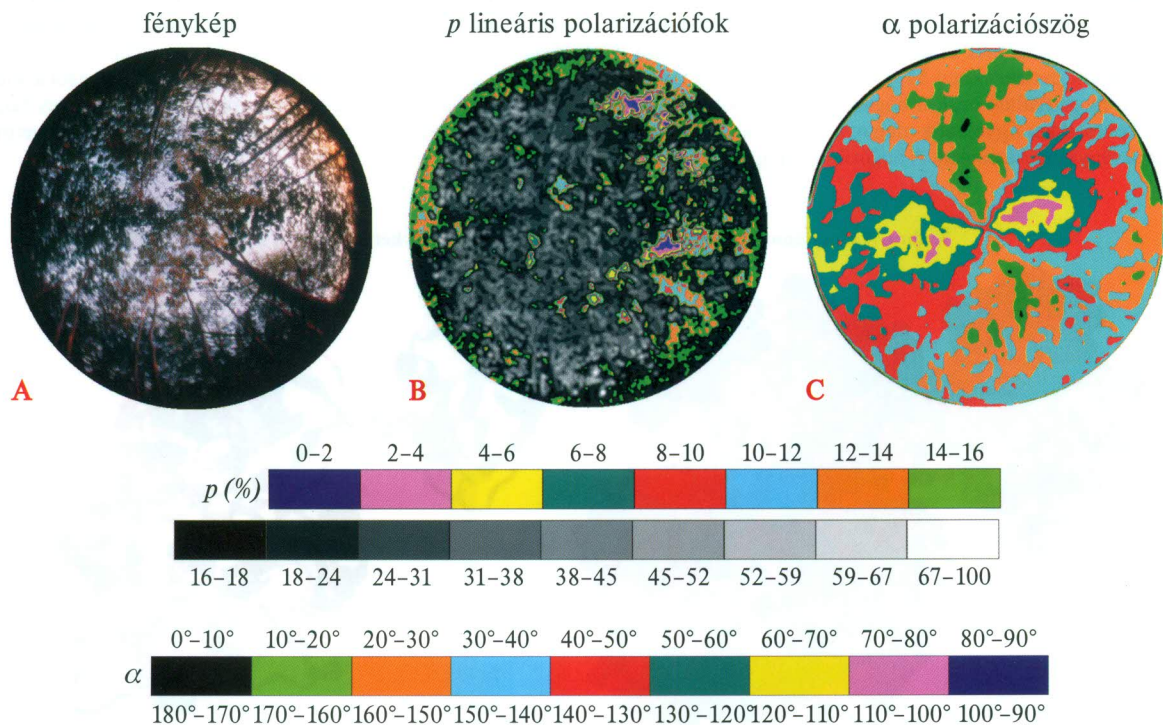 fénykép
p lineáris polarizációfok
α polarizációszög
A
B
C
0–2 2–4 4–6 6–8 8–10 10–12 12–14 14–16
p (%)
16–18 18–24 24–31 31–38 38–45 45–52 52–59 59–67 67–100
0°–10° 10°–20° 20°–30° 30°–40° 40°–50° 50°–60° 60°–70° 70°–80° 80°–90°
α
180°–170° 170°–160° 160°–150° 150°–140° 140°–130° 130°–120° 120°–110° 110°–100° 100°–90°